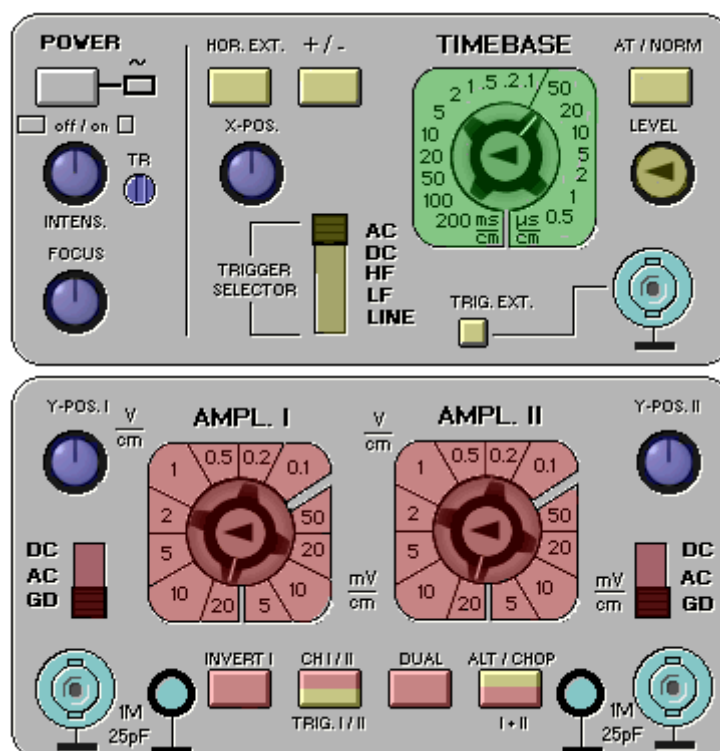 POWER
HOR. EXT.
+ / -
TIMEBASE
AT / NORM
~
off / on
X-POS.
LEVEL
TR
INTENS.
FOCUS
200
100
50
20
10
5
2
1
.5
.2
.1
50
20
10
5
2
1
0.5
ms
cm
µs
cm
TRIGGER
SELECTOR
AC
DC
HF
LF
LINE
TRIG. EXT.
Y-POS. I
V
cm
AMPL. I
V
cm
AMPL. II
Y-POS. II
1
0.5
0.2
0.1
2
50
5
20
10
20
5
10
1
0.5
0.2
0.1
2
50
5
20
10
20
5
10
DC
AC
GD
mV
cm
mV
cm
DC
AC
GD
INVERT I
CH I / II
DUAL
ALT / CHOP
TRIG. I / II
I + II
1M
25pF
1M
25pF